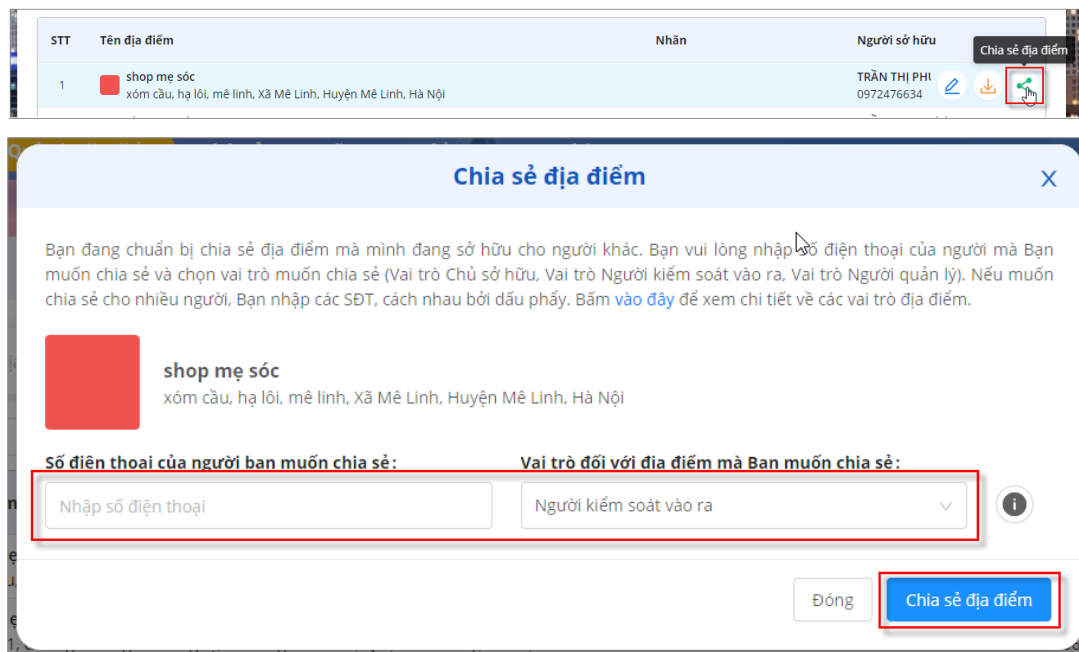 STT Tên địa điểm Nhãn Người sở hữu
Chia sẻ địa điểm
1 shop mẹ sóc TRẦN THỊ PHƯ
xóm cầu, hạ lôi, mê linh, Xã Mê Linh, Huyện Mê Linh, Hà Nội 0972476634
Chia sẻ địa điểm X
Bạn đang chuẩn bị chia sẻ địa điểm mà mình đang sở hữu cho người khác. Bạn vui lòng nhập số điện thoại của người mà Bạn
muốn chia sẻ và chọn vai trò muốn chia sẻ (Vai trò Chủ sở hữu, Vai trò Người kiểm soát vào ra, Vai trò Người quản lý). Nếu muốn
chia sẻ cho nhiều người, Bạn nhập các SĐT, cách nhau bởi dấu phẩy. Bấm vào đây để xem chi tiết về các vai trò địa điểm.
shop mẹ sóc
xóm cầu, hạ lôi, mê linh, Xã Mê Linh, Huyện Mê Linh, Hà Nội
Số điện thoại của người bạn muốn chia sẻ: Vai trò đối với địa điểm mà Bạn muốn chia sẻ:
Nhập số điện thoại Người kiểm soát vào ra
Đóng Chia sẻ địa điểm